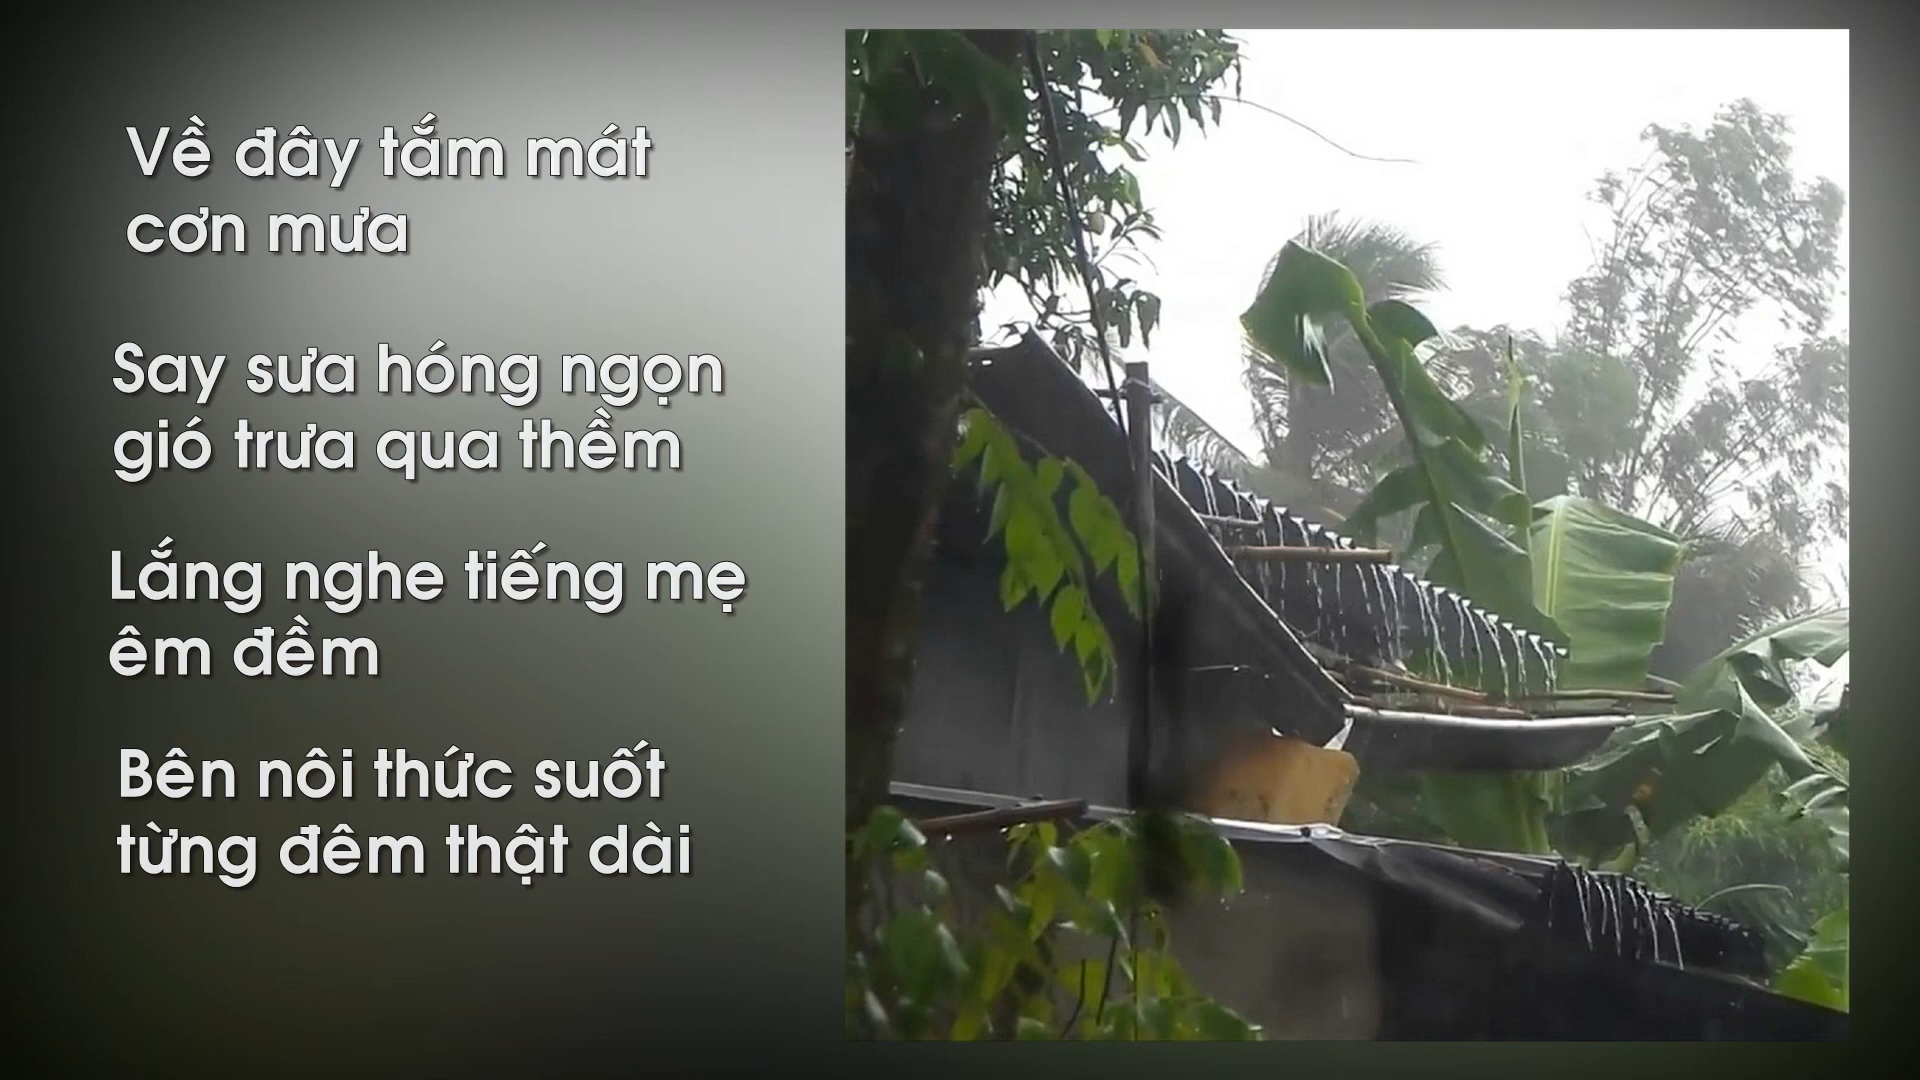 Về đây tắm mát
cơn mưa
Say sưa hóng ngọn
gió trưa qua thềm
Lắng nghe tiếng mẹ
êm đềm
Bên nôi thức suốt
từng đêm thật dài